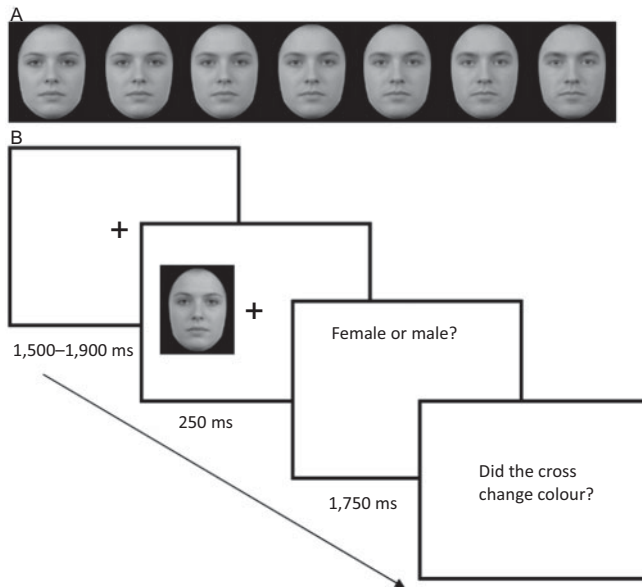 A
B
1,500–1,900 ms
250 ms
Female or male?
1,750 ms
Did the cross
change colour?